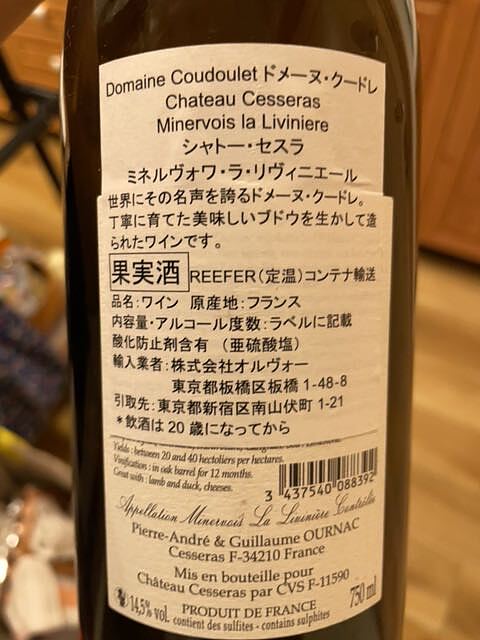 Domaine Coudoulet ドメーヌ・クードレ
Chateau Cesseras
Minervois la Liviniere
シャトー・セスラ
ミネルヴォワ・ラ・リヴィニエール
世界にその名声を誇るドメーヌ・クードレ。
丁寧に育てた美味しいブドウを生かして造
られたワインです。
果実酒 REEFER(定温)コンテナ輸送
品名:ワイン 原産地:フランス
内容量・アルコール度数:ラベルに記載
酸化防止剤含有 (亜硫酸塩)
輸入業者:株式会社オルヴォー
東京都板橋区板橋 1-48-8
引取先:東京都新宿区南山伏町 1-21
*飲酒は 20 歳になってから
Yields : between 20 and 40 hectoliters per hectares.
Vinification : in oak barrel for 12 months.
Great with : lamb and duck, cheeses.
3 437540 088392
Appellation Minervois La Livinière Contrôlée
Pierre-André & Guillaume OURNAC
Cesseras F-34210 France
Mis en bouteille pour
Château Cesseras par CVS F-11590
14,5% vol. PRODUIT DE FRANCE 750 ml
contient des sulfites - contains sulphites